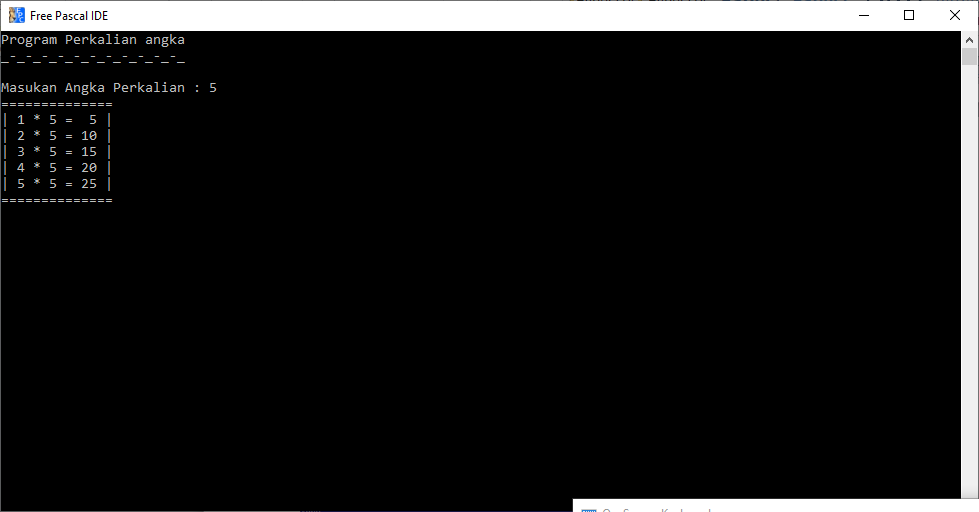 Free Pascal IDE
Program Perkalian angka
_-_-_-_-_-_-_-_-_-_-_-_
Masukan Angka Perkalian : 5
==============
| 1 * 5 =  5 |
| 2 * 5 = 10 |
| 3 * 5 = 15 |
| 4 * 5 = 20 |
| 5 * 5 = 25 |
==============